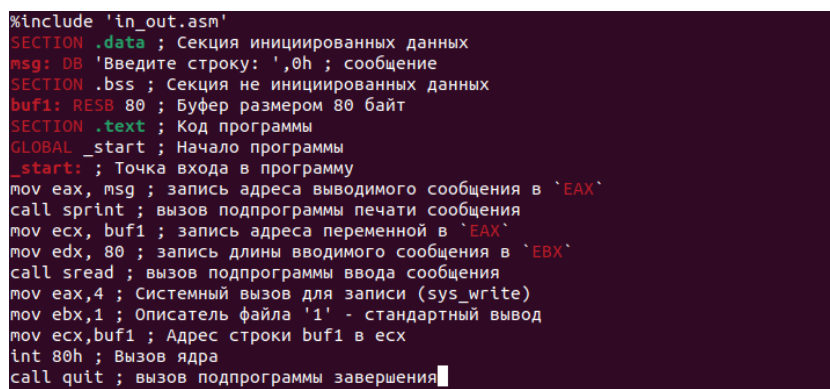 %include 'in_out.asm'
SECTION .data ; Секция инициированных данных
msg: DB 'Введите строку: ',0h ; сообщение
SECTION .bss ; Секция не инициированных данных
buf1: RESB 80 ; Буфер размером 80 байт
SECTION .text ; Код программы
GLOBAL _start ; Начало программы
_start: ; Точка входа в программу
mov eax, msg ; запись адреса выводимого сообщения в `EAX`
call sprint ; вызов подпрограммы печати сообщения
mov ecx, buf1 ; запись адреса переменной в `EAX`
mov edx, 80 ; запись длины вводимого сообщения в `EBX`
call sread ; вызов подпрограммы ввода сообщения
mov eax,4 ; Системный вызов для записи (sys_write)
mov ebx,1 ; Описатель файла '1' - стандартный вывод
mov ecx,buf1 ; Адрес строки buf1 в ecx
int 80h ; Вызов ядра
call quit ; вызов подпрограммы завершения